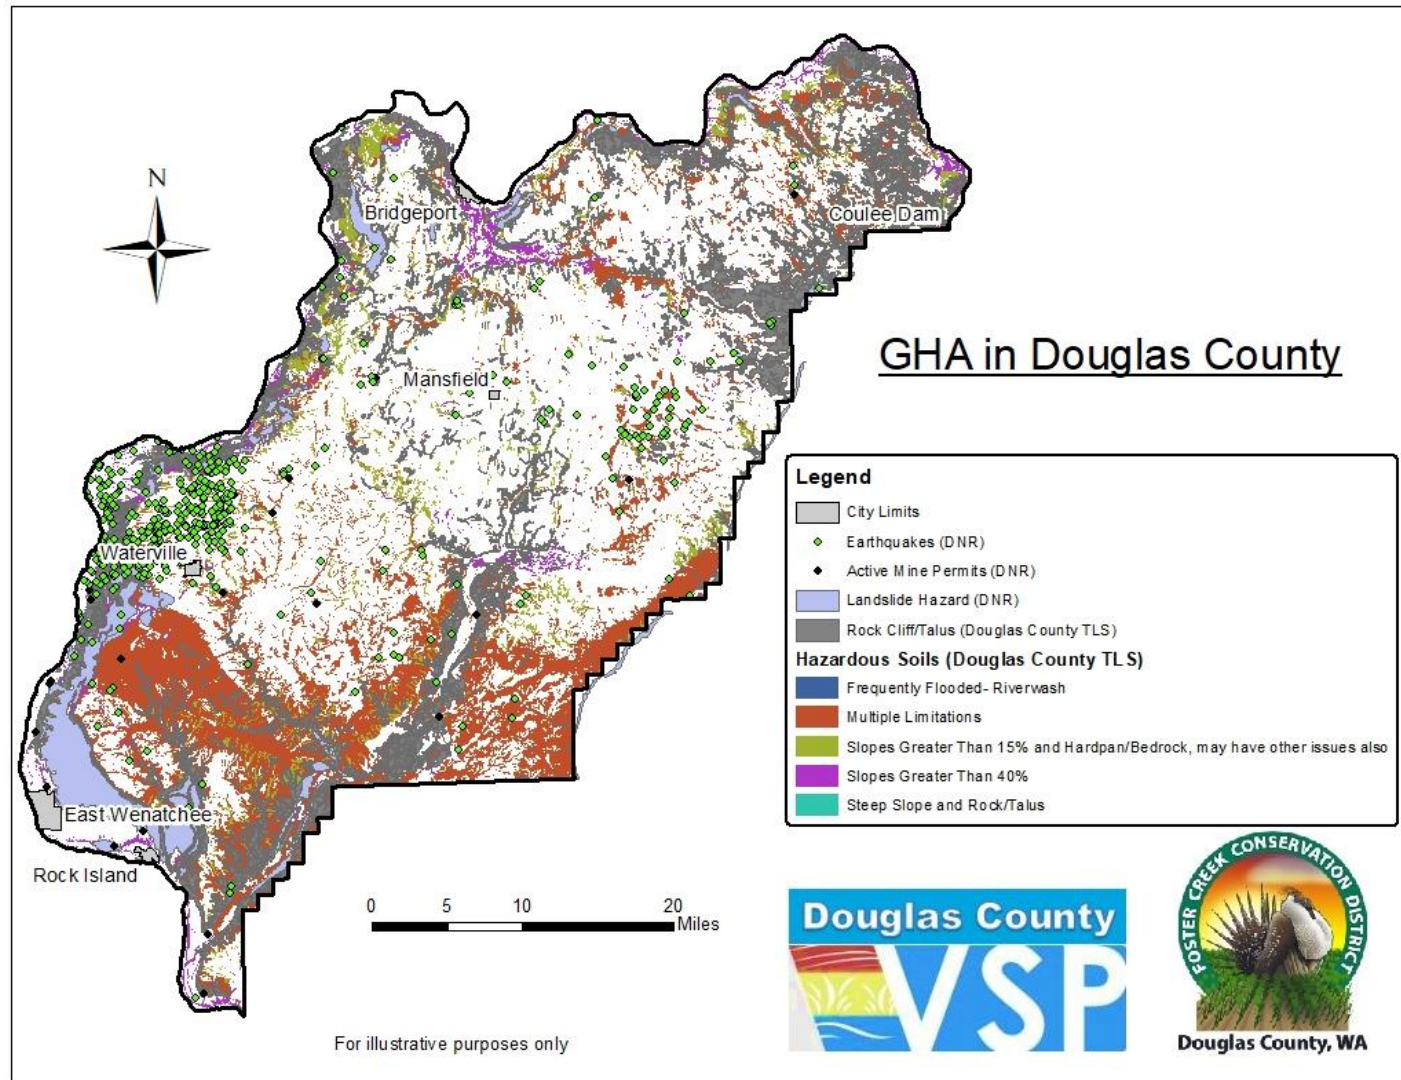 N
Bridgeport
Coulee Dam
GHA in Douglas County
Mansfield
Legend
City Limits
Earthquakes (DNR)
Waterville
Active Mine Permits (DNR)
Landslide Hazard (DNR)
Rock Cliff/Talus (Douglas County TLS)
Hazardous Soils (Douglas County TLS)
Frequently Flooded- Riverwash
Multiple Limitations
Slopes Greater Than 15% and Hardpan/Bedrock, may have other issues also
Slopes Greater Than 40%
Steep Slope and Rock/Talus
East Wenatchee
Rock Island
0 5 10 20
Miles
Douglas County
VSP
FOSTER CREEK CONSERVATION DISTRICT
Douglas County, WA
For illustrative purposes only